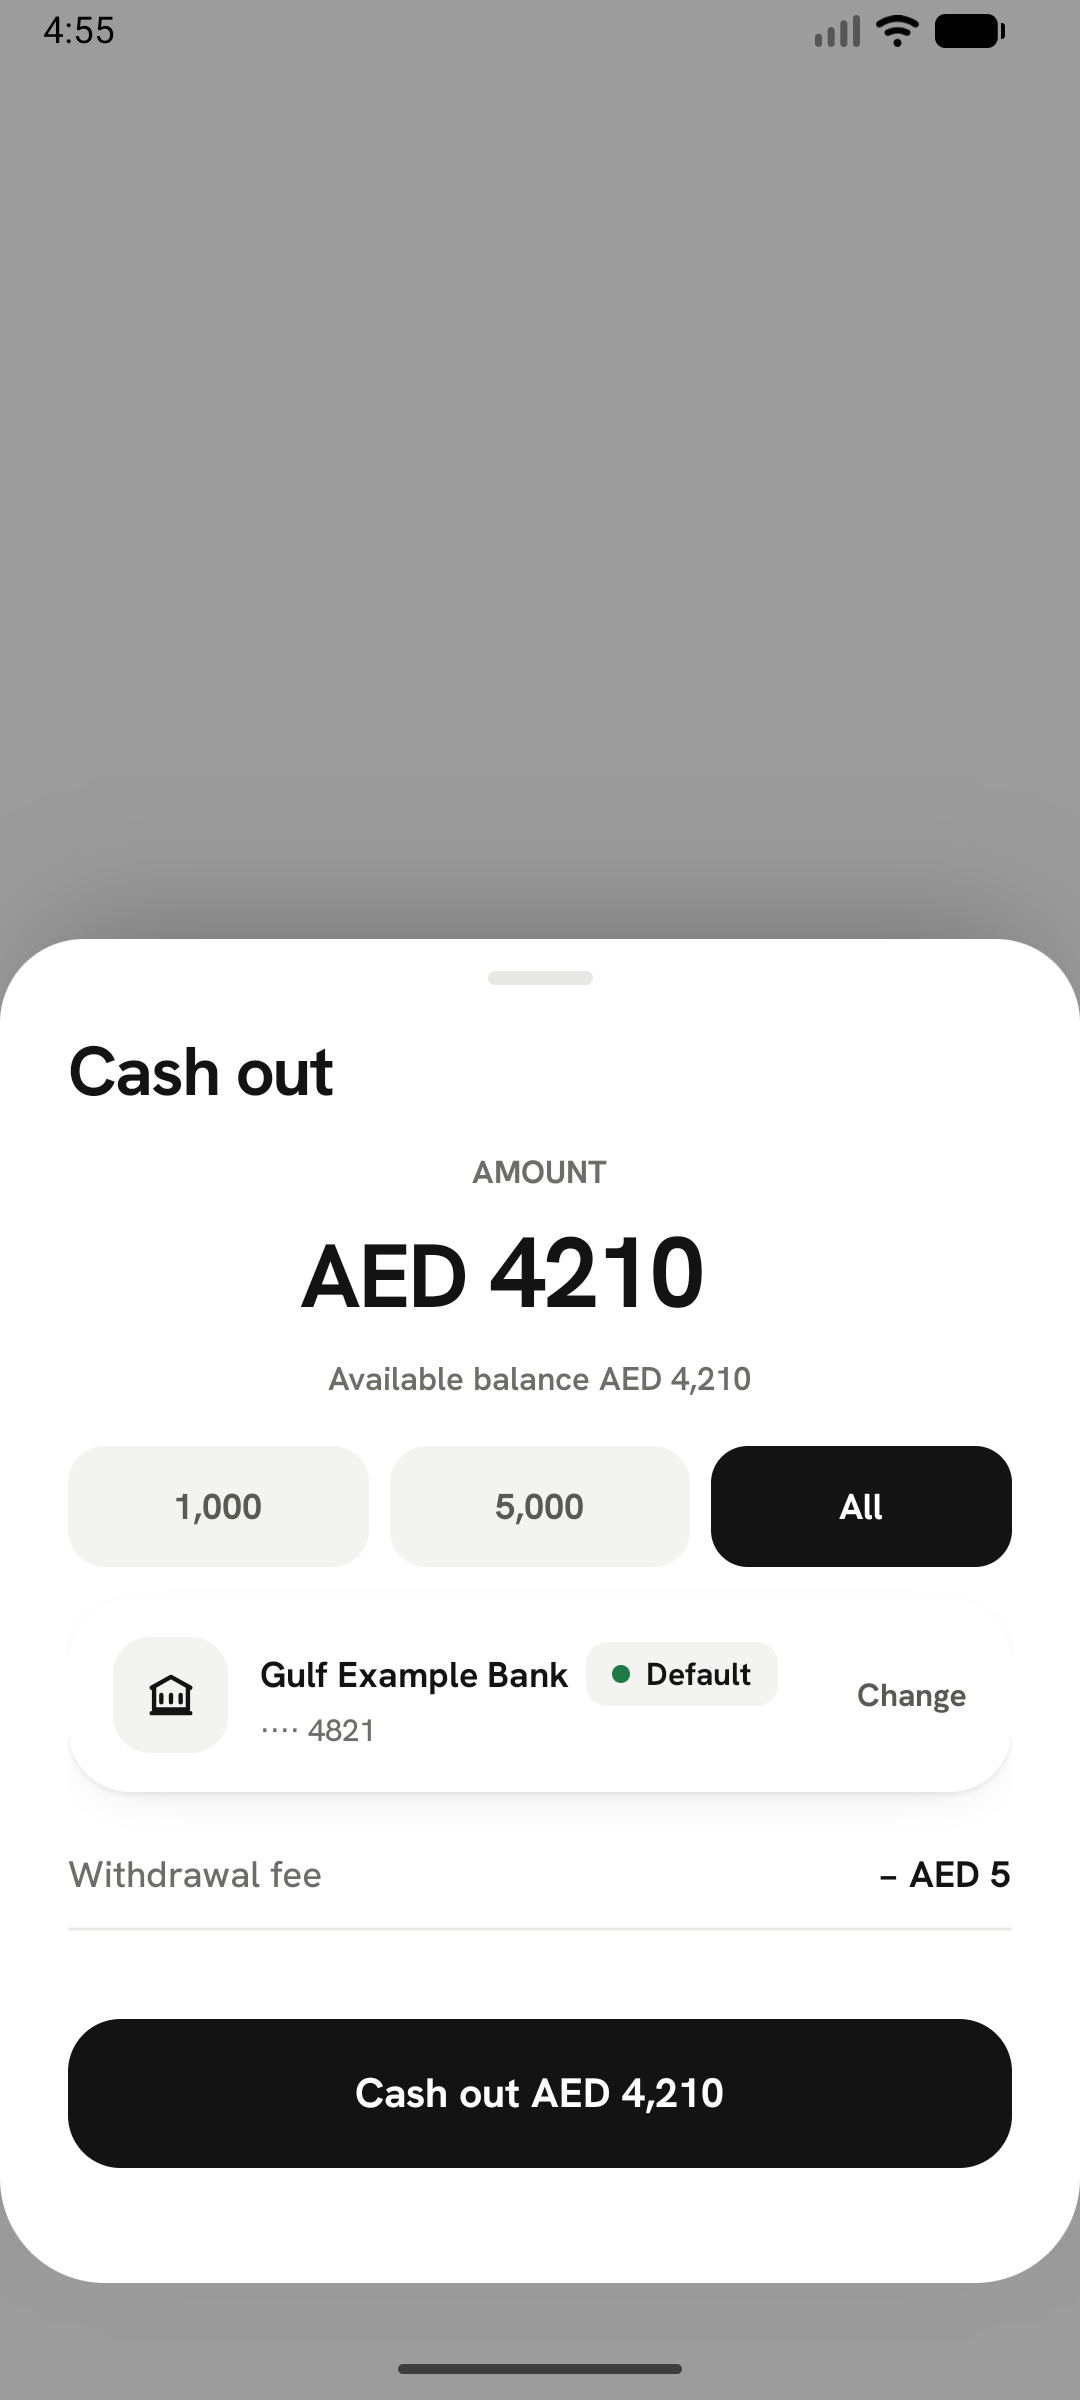 4:55
Cash out
AMOUNT
AED 4210
Available balance AED 4,210
1,000
5,000
All
Gulf Example Bank
Default
Change
···· 4821
Withdrawal fee
– AED 5
Cash out AED 4,210